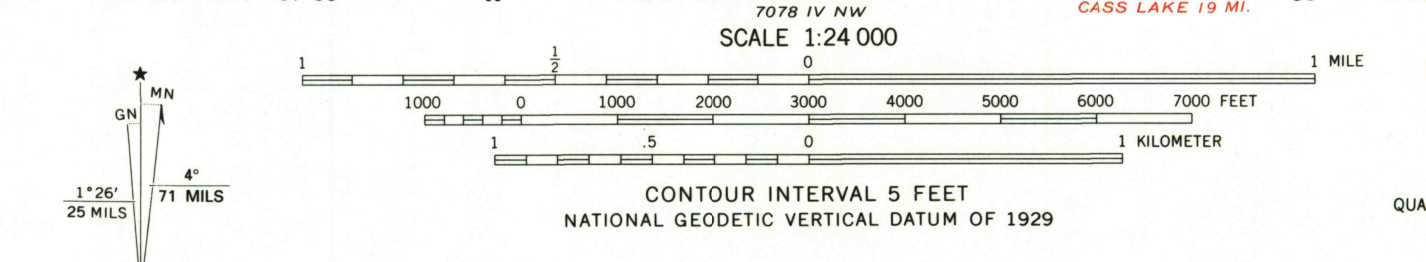 7078 IV NW
CASS LAKE 19 MI.
SCALE 1:24 000
1 ½ 0 1 MILE
1000 0 1000 2000 3000 4000 5000 6000 7000 FEET
1 .5 0 1 KILOMETER
CONTOUR INTERVAL 5 FEET
NATIONAL GEODETIC VERTICAL DATUM OF 1929
MN
GN
4°
71 MILS
1°26′
25 MILS
QUA